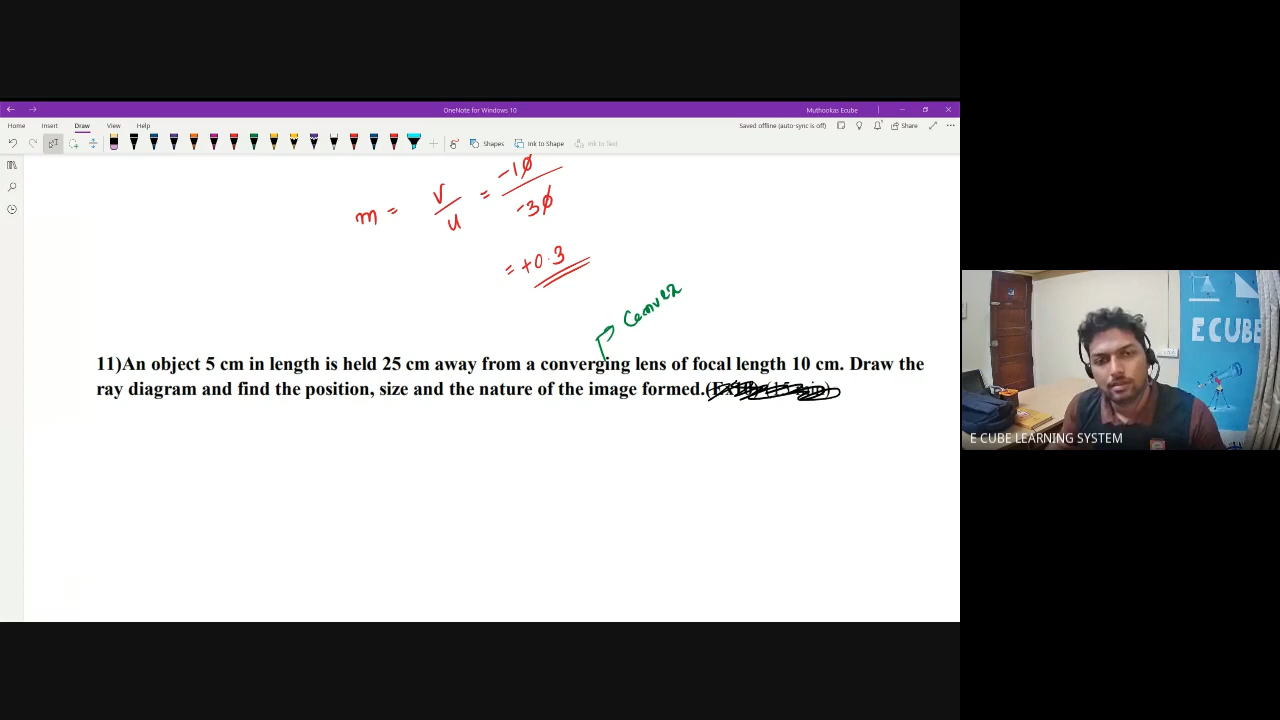 OneNote for Windows 10
Muthookas Ecube
Home Insert Draw View Help
Saved offline (auto-sync is off)
Share
Shapes
Ink to Shape
Ink to Text
m = v/u = -10/-30
= +0.3
Convex
11)An object 5 cm in length is held 25 cm away from a converging lens of focal length 10 cm. Draw the
ray diagram and find the position, size and the nature of the image formed.
E CUBE
E CUBE LEARNING SYSTEM